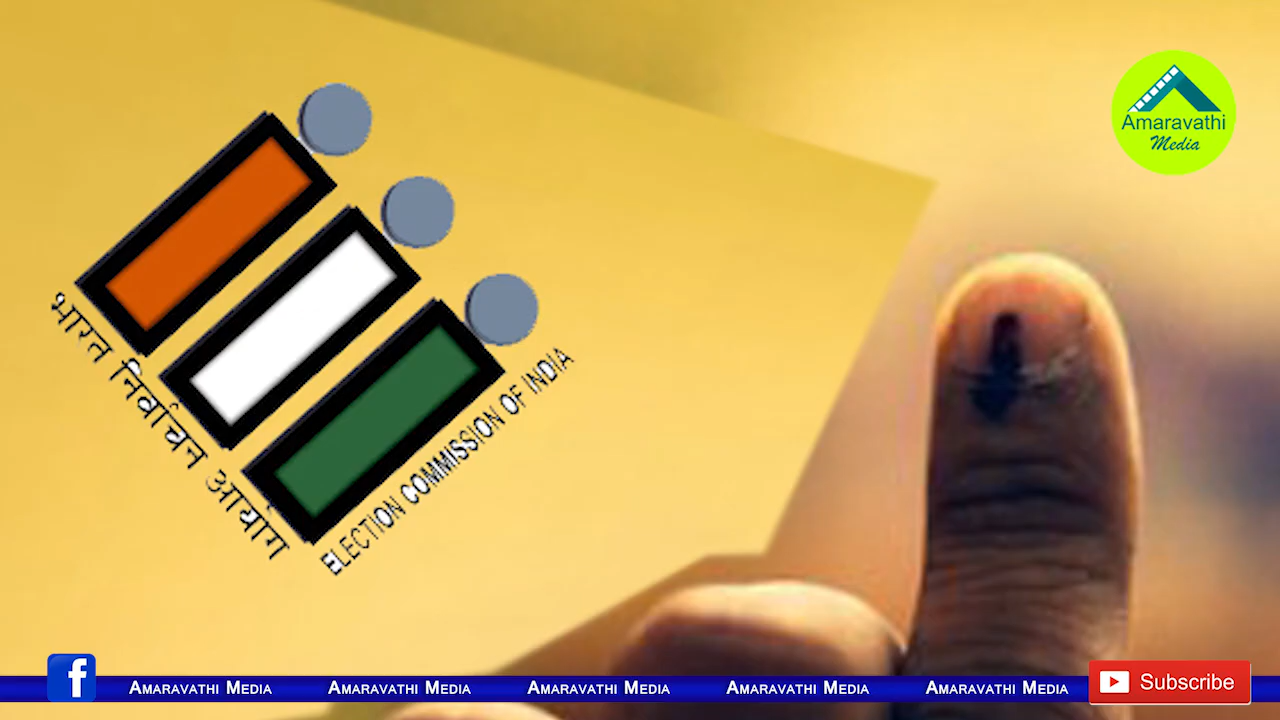 Amaravathi
Media
भारत निर्वाचन आयोग
ELECTION COMMISSION OF INDIA
f AMARAVATHI MEDIA AMARAVATHI MEDIA AMARAVATHI MEDIA AMARAVATHI MEDIA AMARAVATHI MEDIA Subscribe